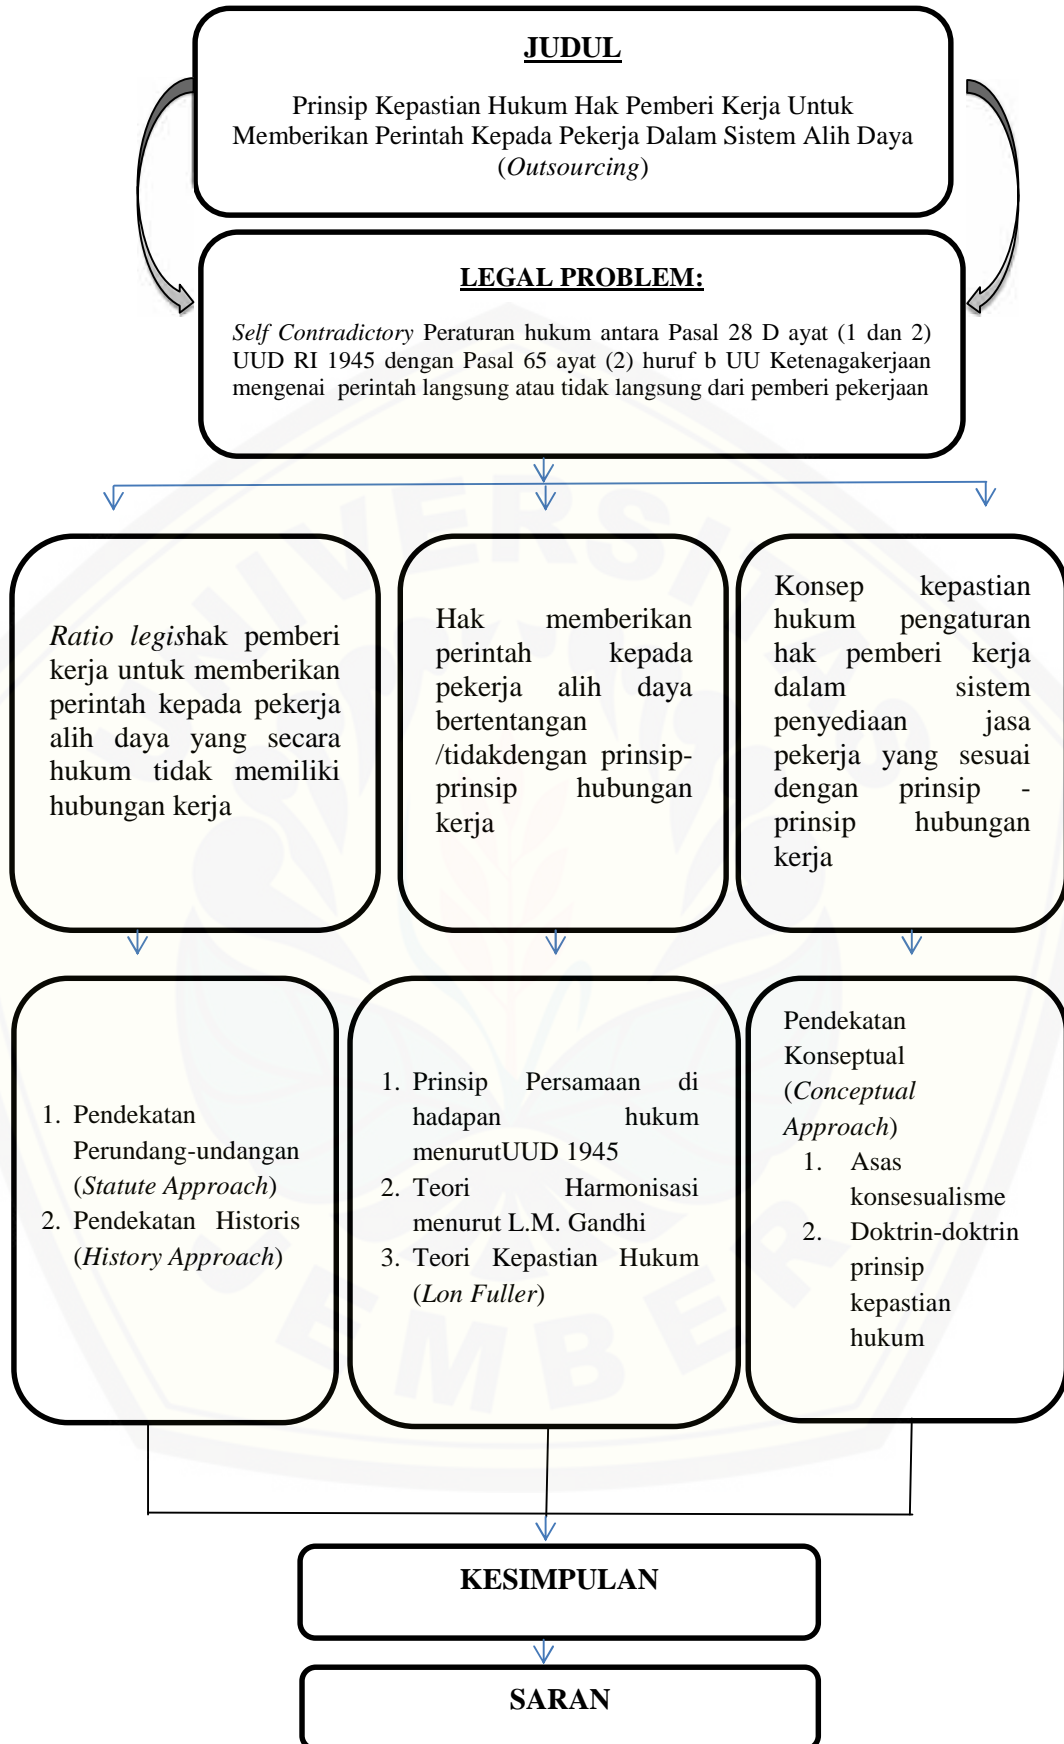 JUDUL
Prinsip Kepastian Hukum Hak Pemberi Kerja Untuk
Memberikan Perintah Kepada Pekerja Dalam Sistem Alih Daya
(Outsourcing)
LEGAL PROBLEM:
Self Contradictory Peraturan hukum antara Pasal 28 D ayat (1 dan 2)
UUD RI 1945 dengan Pasal 65 ayat (2) huruf b UU Ketenagakerjaan
mengenai perintah langsung atau tidak langsung dari pemberi pekerjaan
Ratio legishak pemberi
kerja untuk memberikan
perintah kepada pekerja
alih daya yang secara
hukum tidak memiliki
hubungan kerja
Hak memberikan
perintah kepada
pekerja alih daya
bertentangan
/tidakdengan prinsip-
prinsip hubungan
kerja
Konsep kepastian
hukum pengaturan
hak pemberi kerja
dalam sistem
penyediaan jasa
pekerja yang sesuai
dengan prinsip -
prinsip hubungan
kerja
1. Pendekatan
Perundang-undangan
(Statute Approach)
2. Pendekatan Historis
(History Approach)
1. Prinsip Persamaan di
hadapan hukum
menurutUUD 1945
2. Teori Harmonisasi
menurut L.M. Gandhi
3. Teori Kepastian Hukum
(Lon Fuller)
Pendekatan
Konseptual
(Conceptual
Approach)
1. Asas
konsesualisme
2. Doktrin-doktrin
prinsip
kepastian
hukum
KESIMPULAN
SARAN
UNIVERSITAS
JEMBER